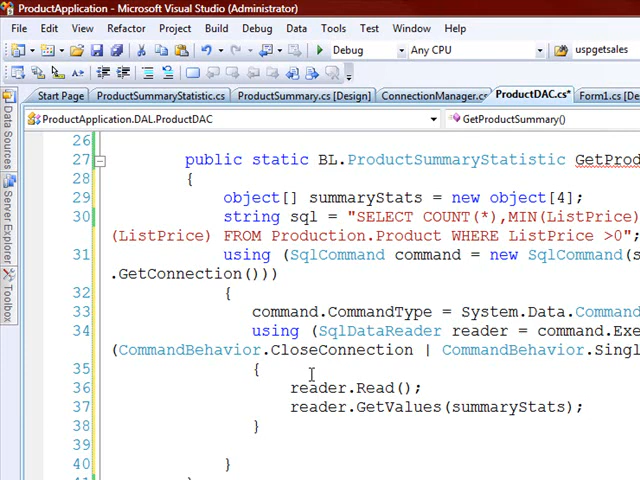 ProductApplication - Microsoft Visual Studio (Administrator)
File Edit View Refactor Project Build Debug Data Tools Test Window Help
Debug Any CPU uspgetsales
Start Page ProductSummaryStatistic.cs ProductSummary.cs [Design] ConnectionManager.cs ProductDAC.cs* Form1.cs [Design]
ProductApplication.DAL.ProductDAC GetProductSummary()
Data Sources
Server Explorer
Toolbox
26
27 public static BL.ProductSummaryStatistic GetProd
28 {
29 object[] summaryStats = new object[4];
30 string sql = "SELECT COUNT(*),MIN(ListPrice)
(ListPrice) FROM Production.Product WHERE ListPrice >0";
31 using (SqlCommand command = new SqlCommand(s
.GetConnection()))
32 {
33 command.CommandType = System.Data.Comman
34 using (SqlDataReader reader = command.Exe
(CommandBehavior.CloseConnection | CommandBehavior.Singl
35 {
36 reader.Read();
37 reader.GetValues(summaryStats);
38 }
39
40 }